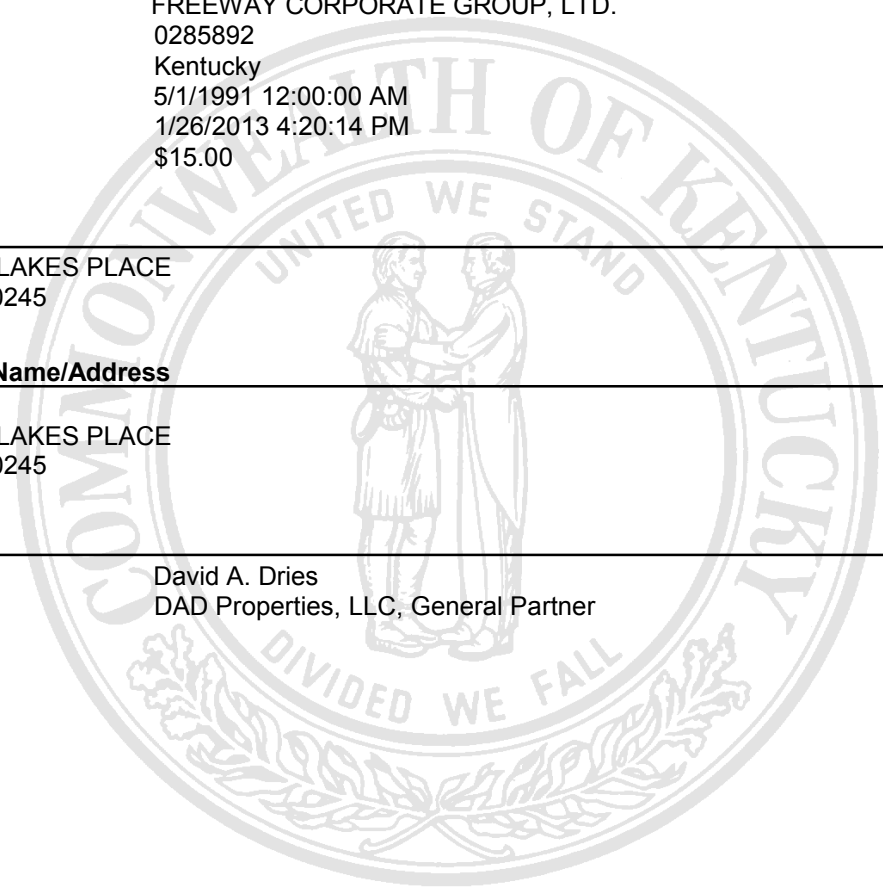 FREEWAY CORPORATE GROUP, LTD.
0285892
Kentucky
5/1/1991 12:00:00 AM
1/26/2013 4:20:14 PM
$15.00
COMMONWEALTH OF KENTUCKY
UNITED WE STAND
LAKES PLACE
0245
Name/Address
LAKES PLACE
0245
David A. Dries
DAD Properties, LLC, General Partner
DIVIDED WE FALL